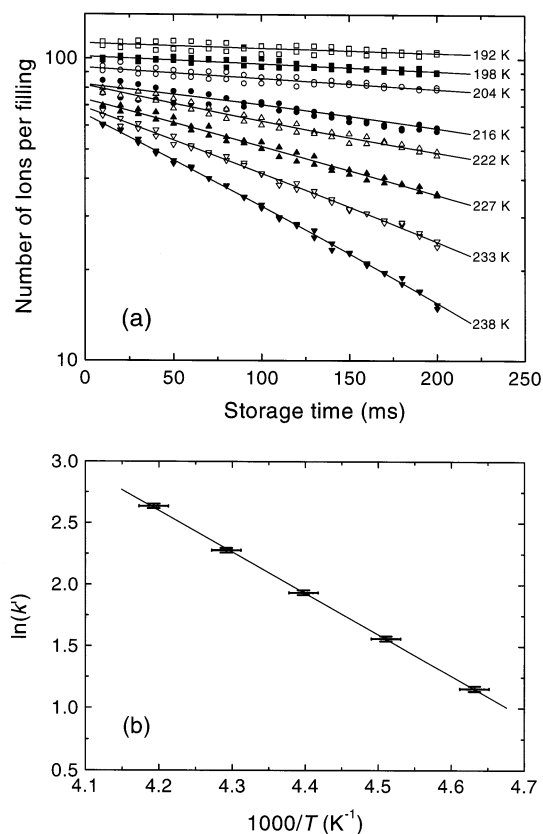 100
10
Number of Ions per filling
192 K
198 K
204 K
216 K
222 K
227 K
233 K
238 K
(a)
0 50 100 150 200 250
Storage time (ms)
3.0
2.5
2.0
1.5
1.0
0.5
ln(k')
(b)
4.1 4.2 4.3 4.4 4.5 4.6 4.7
1000/T (K⁻¹)